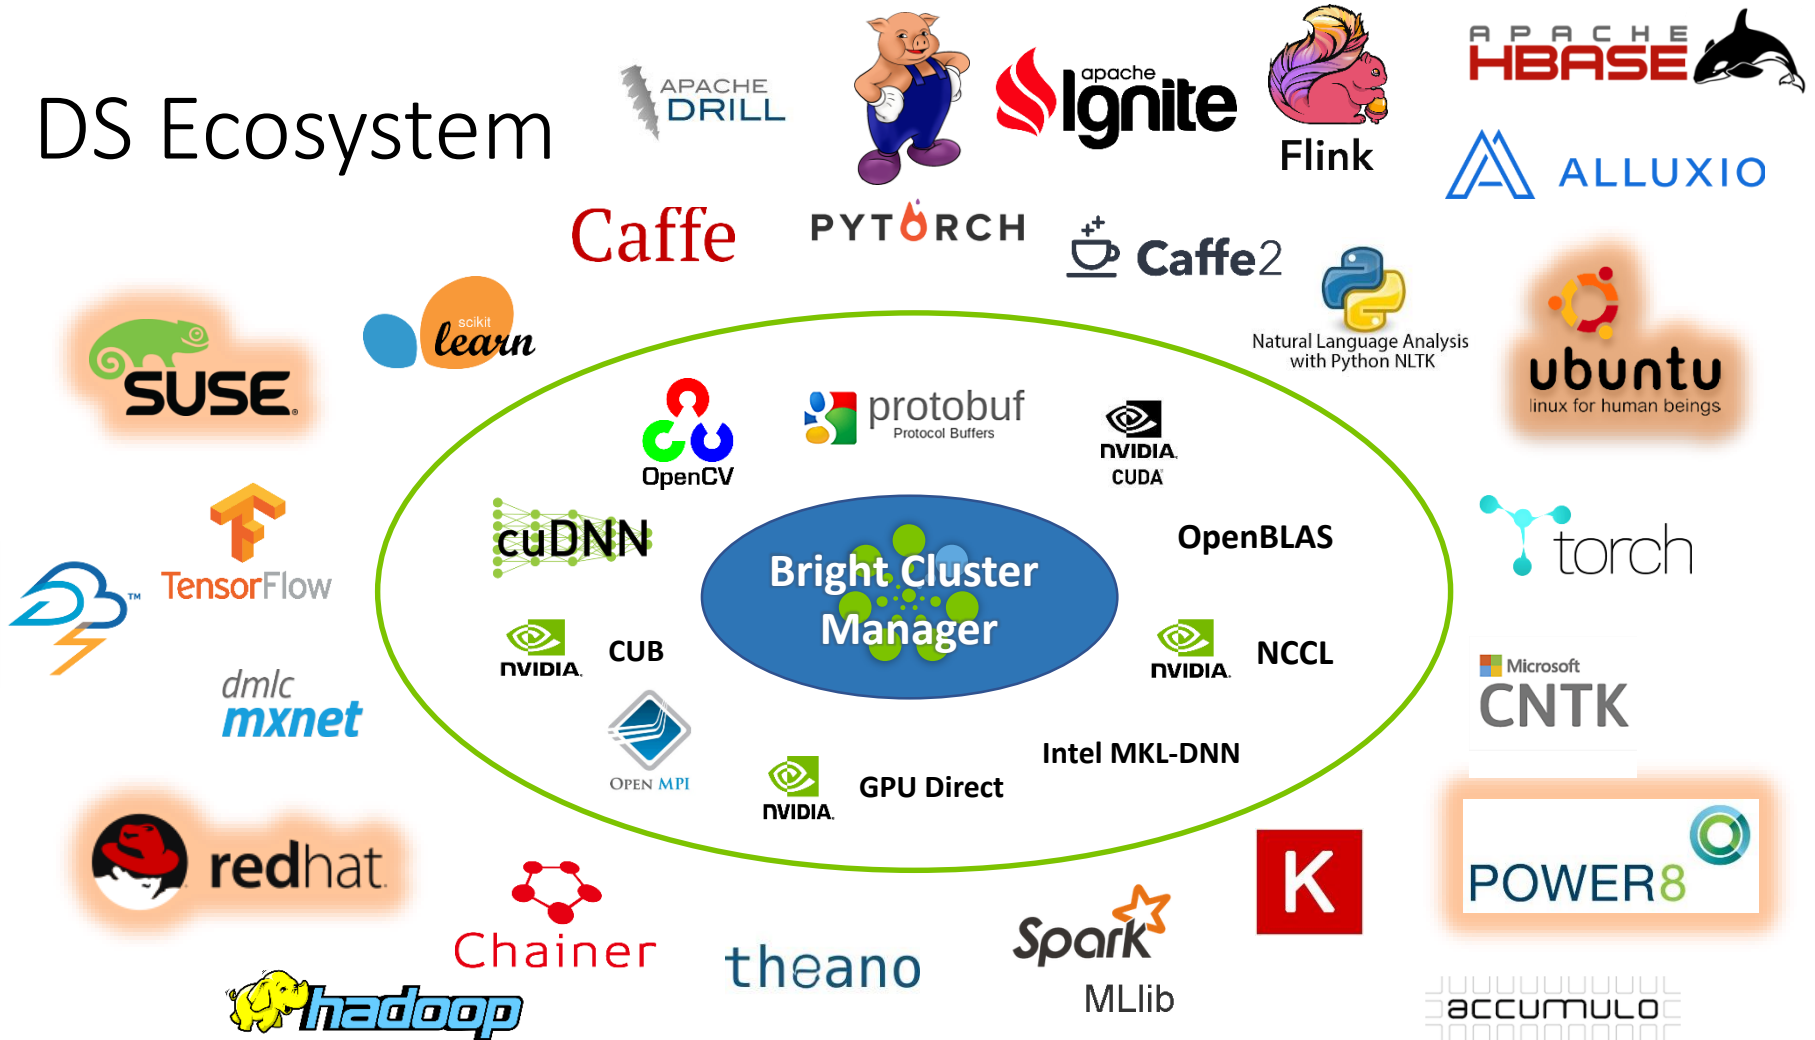 DS Ecosystem
APACHE
DRILL
apache
Ignite
Flink
APACHE
HBASE
ALLUXIO
Caffe
PYTORCH
Caffe2
Natural Language Analysis
with Python NLTK
SUSE®
scikit
learn
ubuntu
linux for human beings
OpenCV
protobuf
Protocol Buffers
NVIDIA.
CUDA®
cuDNN
OpenBLAS
torch
TensorFlow
TM
Bright Cluster
Manager
NVIDIA.
CUB
NVIDIA.
NCCL
Microsoft
CNTK
dmlc
mxnet
OPEN MPI
Intel MKL-DNN
NVIDIA.
GPU Direct
redhat.
K
POWER8
Chainer
theano
Spark
MLlib
hadoop
accumulo